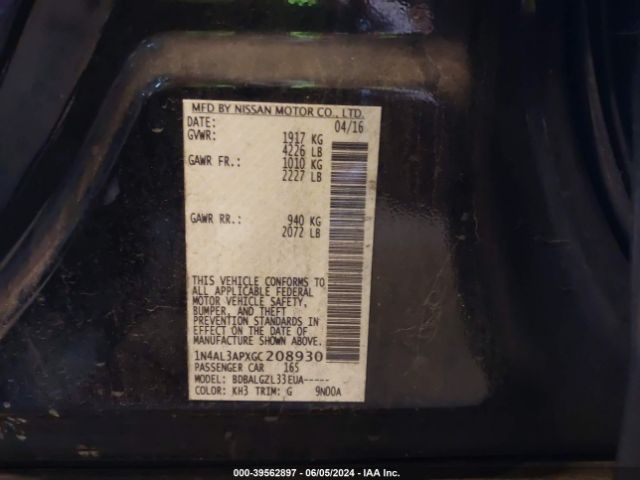 MFD BY NISSAN MOTOR CO., LTD.
DATE: 04/16
GVWR: 1917 KG
4226 LB
GAWR FR.: 1010 KG
2227 LB
GAWR RR.: 940 KG
2072 LB
THIS VEHICLE CONFORMS TO
ALL APPLICABLE FEDERAL
MOTOR VEHICLE SAFETY,
BUMPER, AND THEFT
PREVENTION STANDARDS IN
EFFECT ON THE DATE OF
MANUFACTURE SHOWN ABOVE.
1N4AL3APXGC208930
PASSENGER CAR 165
MODEL: BDBALGZL33EUA-----
COLOR: KH3 TRIM: G 9N00A
000-39562897 - 06/05/2024 - IAA Inc.